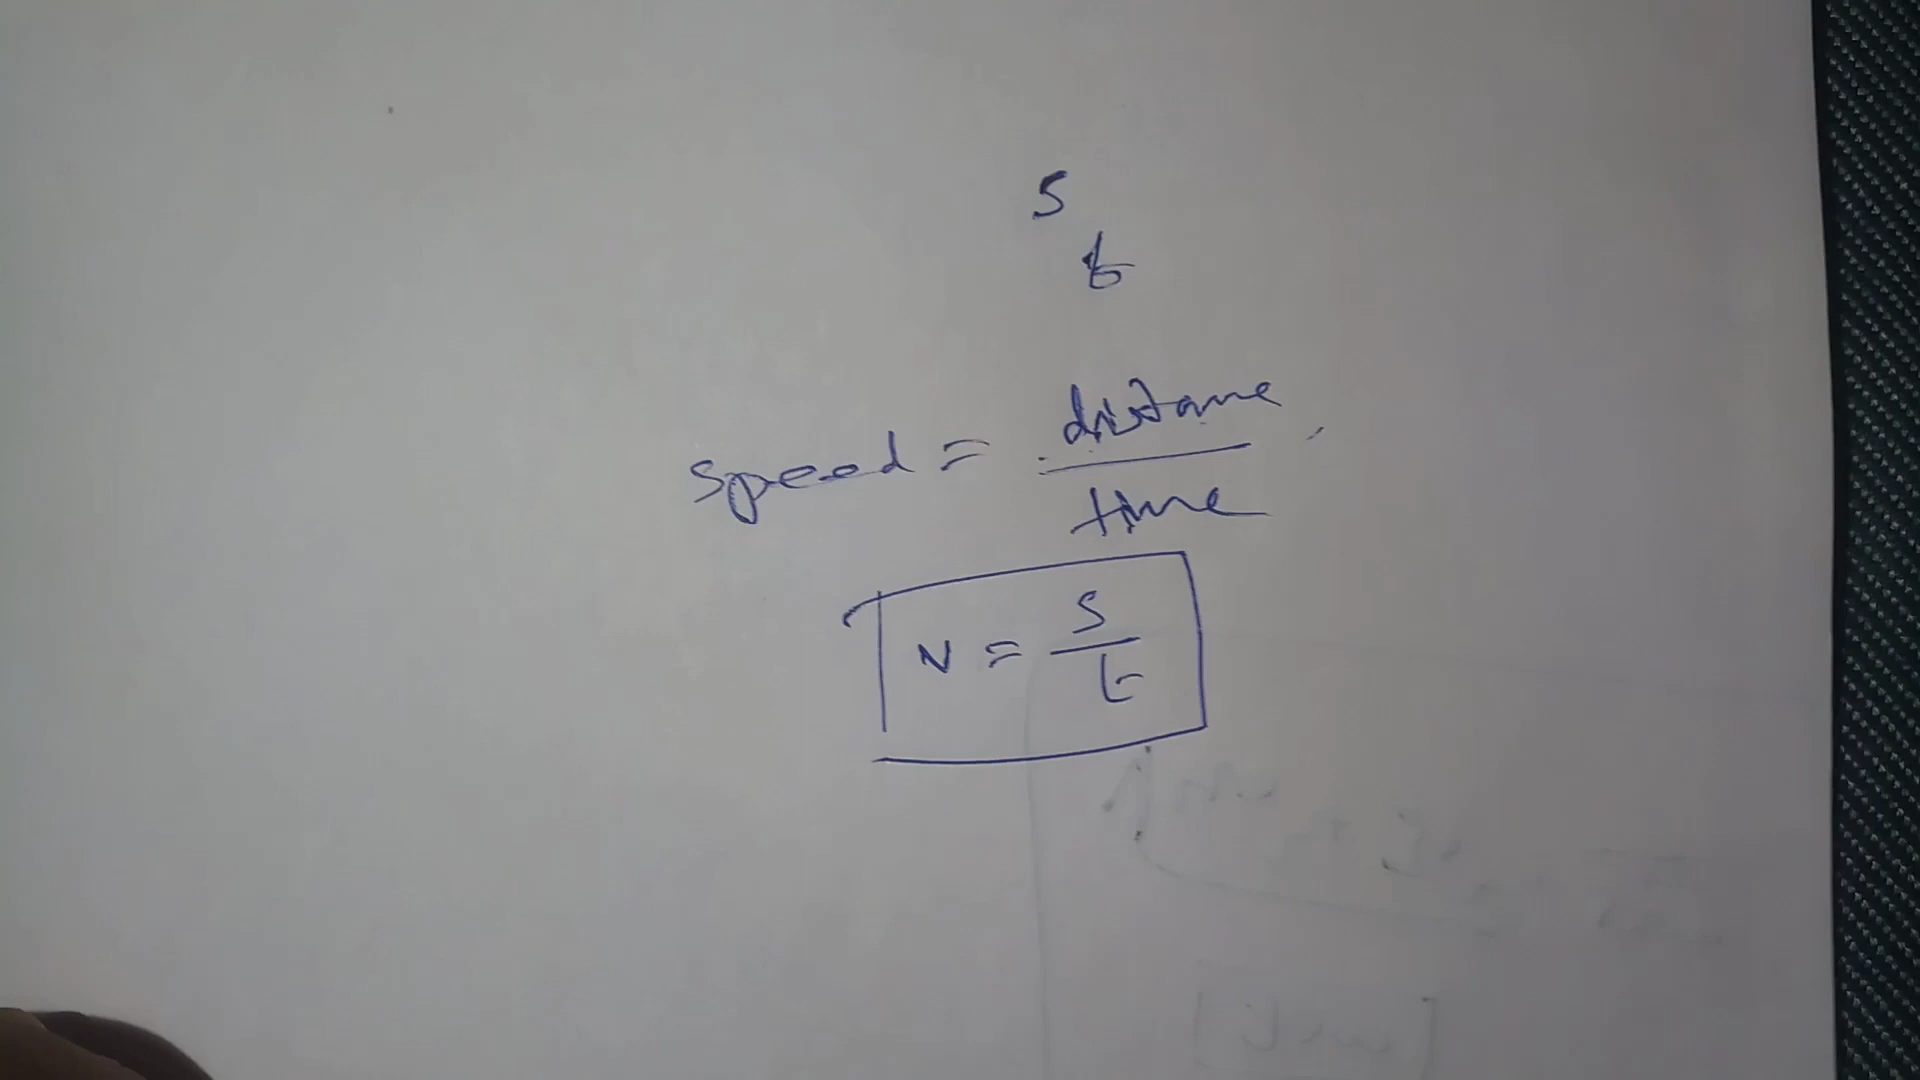 S
t
speed = distance / time
v = s / t